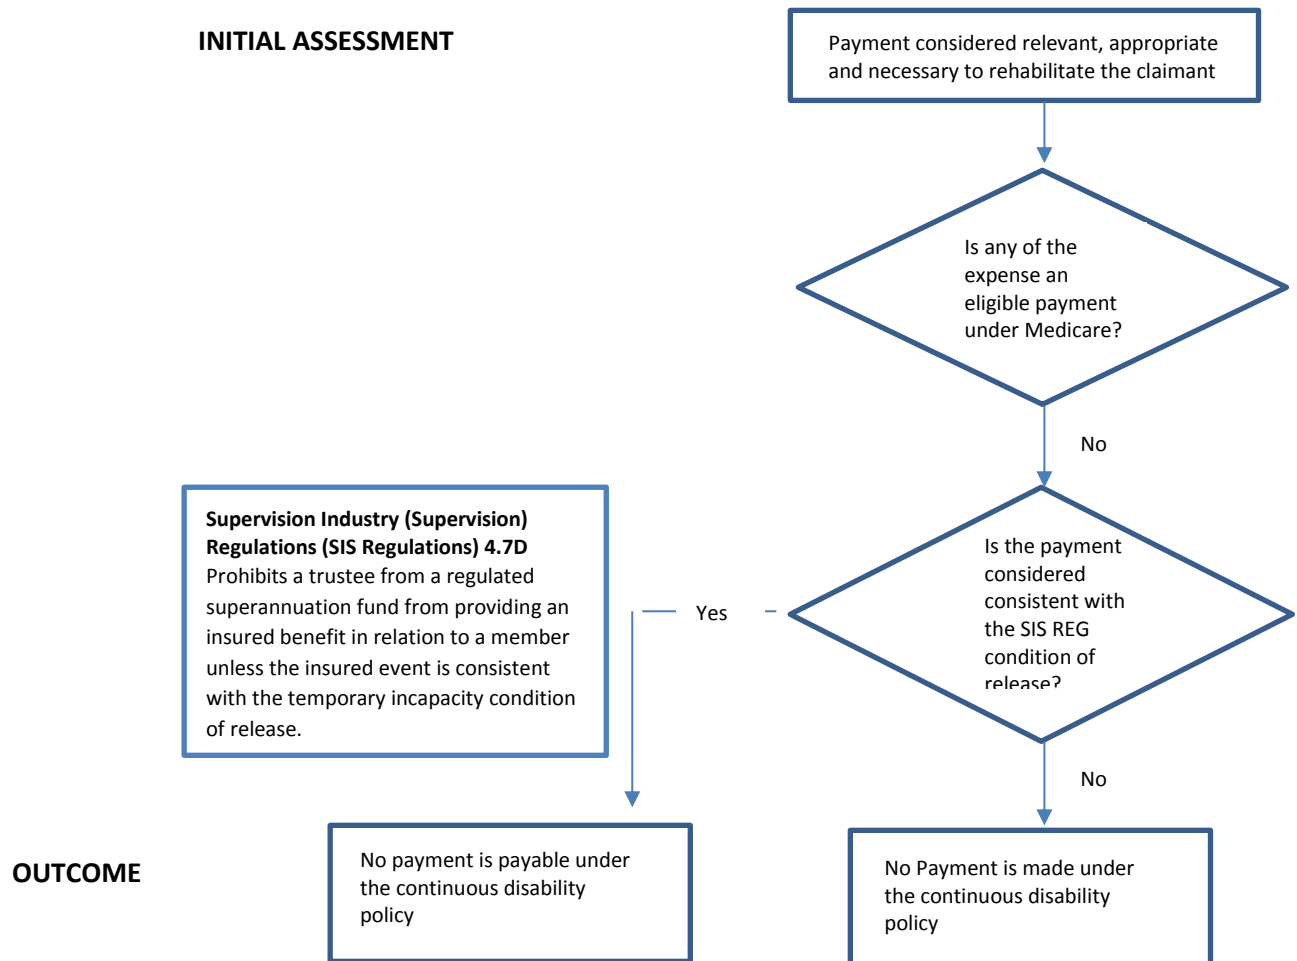 INITIAL ASSESSMENT
Payment considered relevant, appropriate
and necessary to rehabilitate the claimant
Is any of the
expense an
eligible payment
under Medicare?
No
Supervision Industry (Supervision)
Regulations (SIS Regulations) 4.7D
Prohibits a trustee from a regulated
superannuation fund from providing an
insured benefit in relation to a member
unless the insured event is consistent
with the temporary incapacity condition
of release.
Yes
Is the payment
considered
consistent with
the SIS REG
condition of
release?
No
OUTCOME
No payment is payable under
the continuous disability
policy
No Payment is made under
the continuous disability
policy